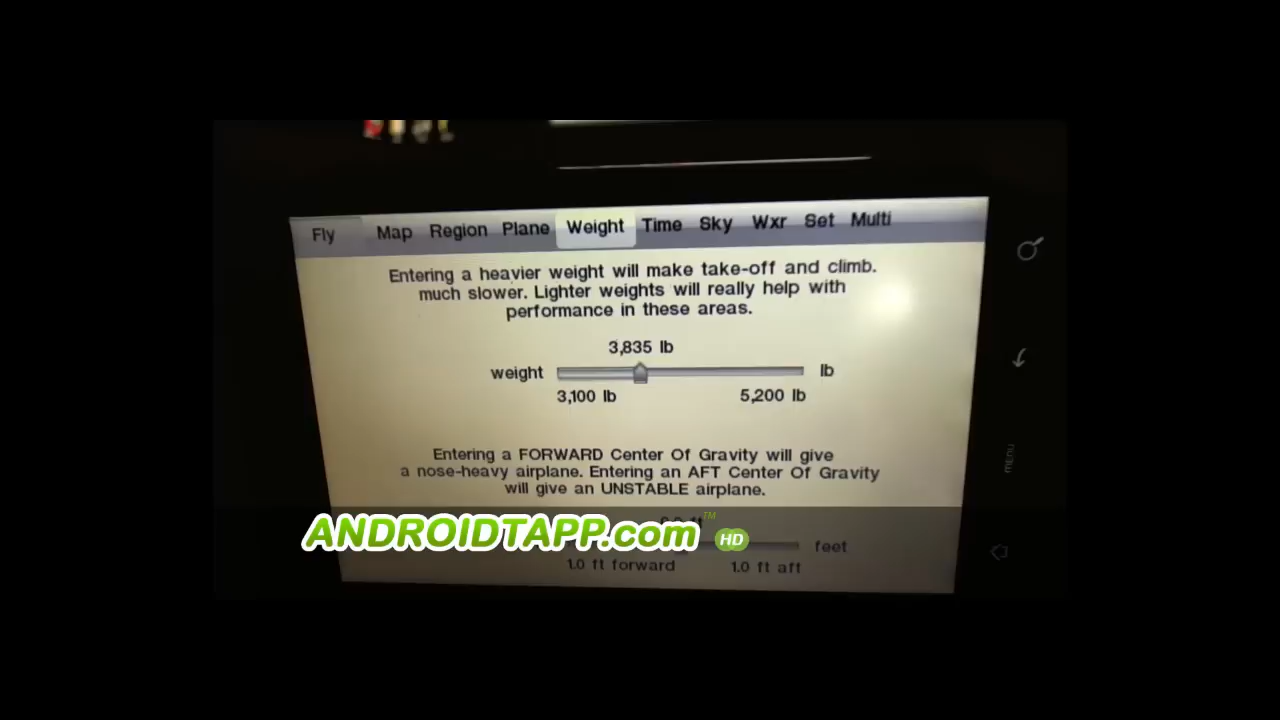 Fly Map Region Plane Weight Time Sky Wxr Set Multi
Entering a heavier weight will make take-off and climb.
much slower. Lighter weights will really help with
performance in these areas.
3,835 lb
weight lb
3,100 lb 5,200 lb
Entering a FORWARD Center Of Gravity will give
a nose-heavy airplane. Entering an AFT Center Of Gravity
will give an UNSTABLE airplane.
ANDROIDTAPP.com™ HD
feet
1.0 ft forward 1.0 ft aft
menu